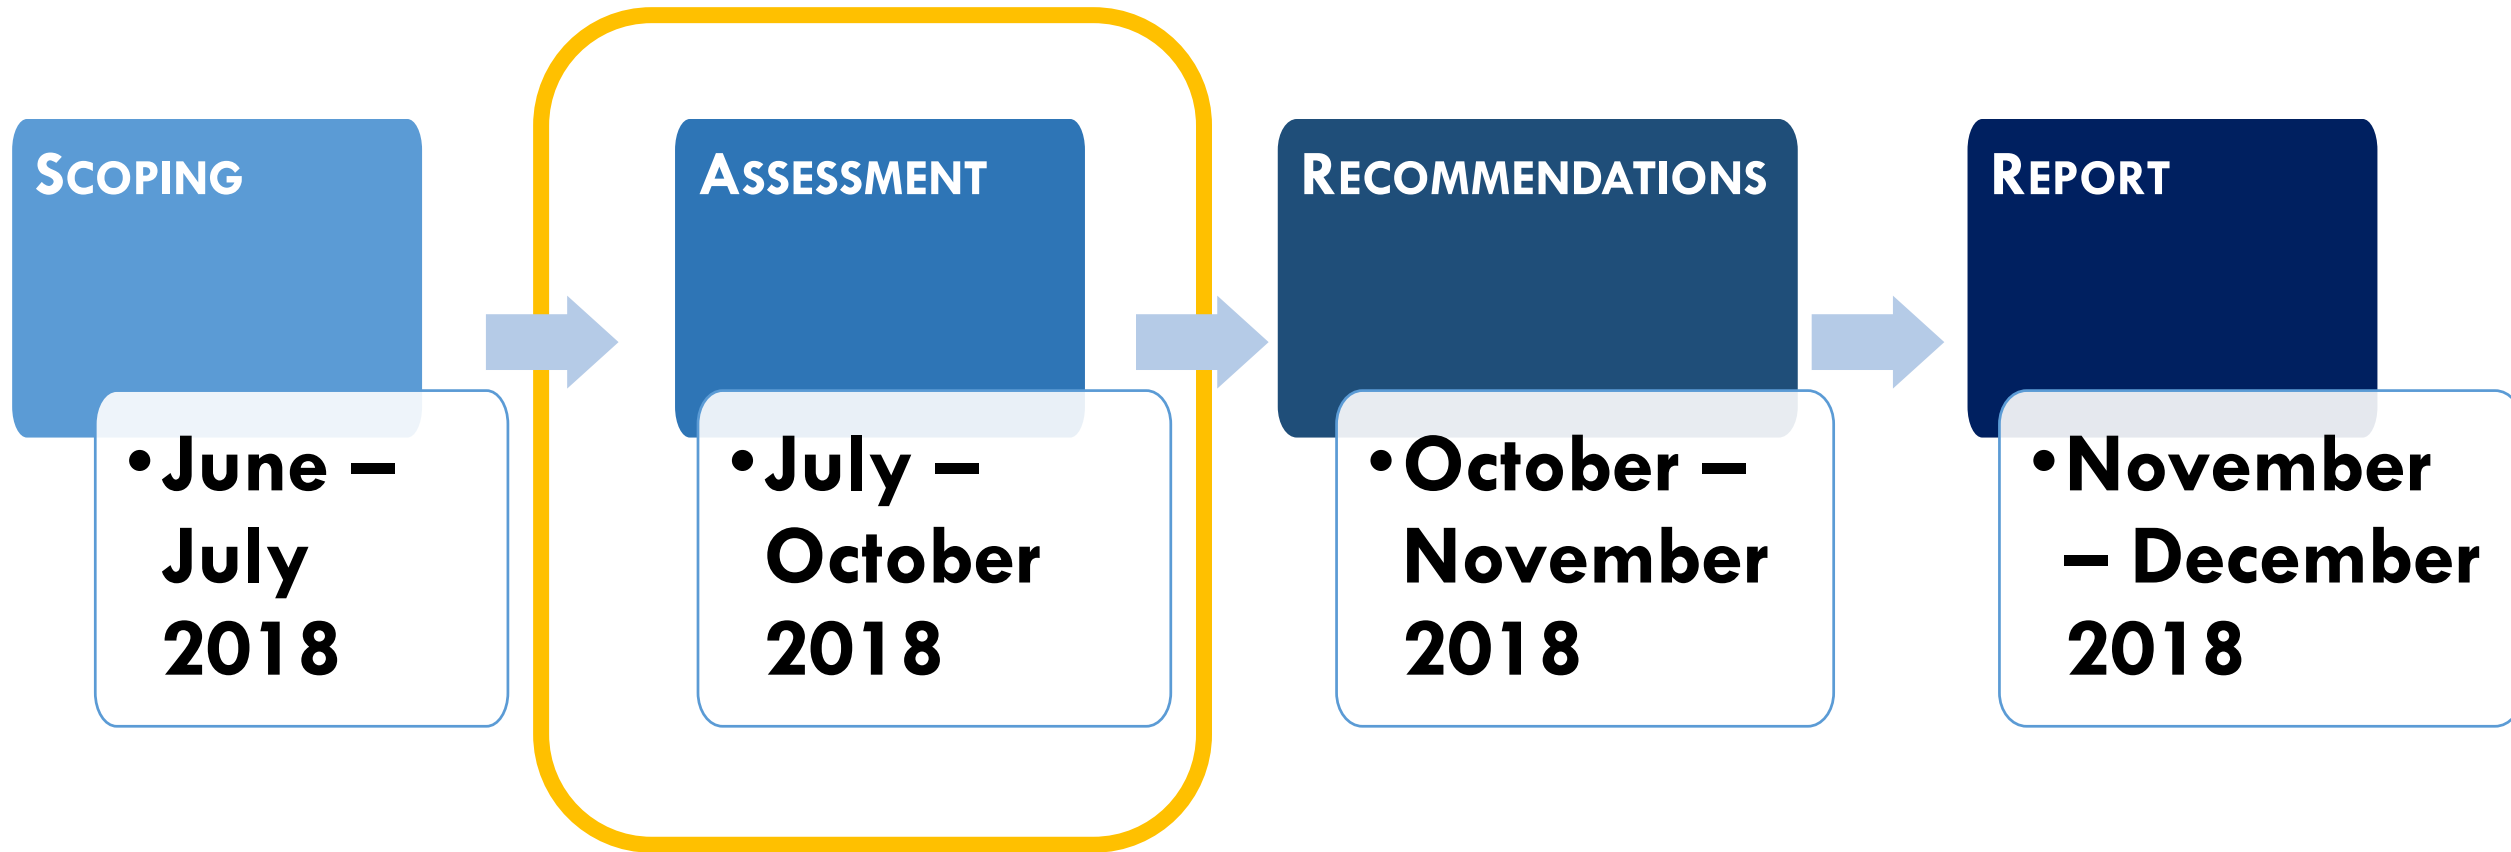 SCOPING
• June —
July
2018
ASSESSMENT
• July —
October
2018
RECOMMENDATIONS
• October —
November
2018
REPORT
• November
— December
2018